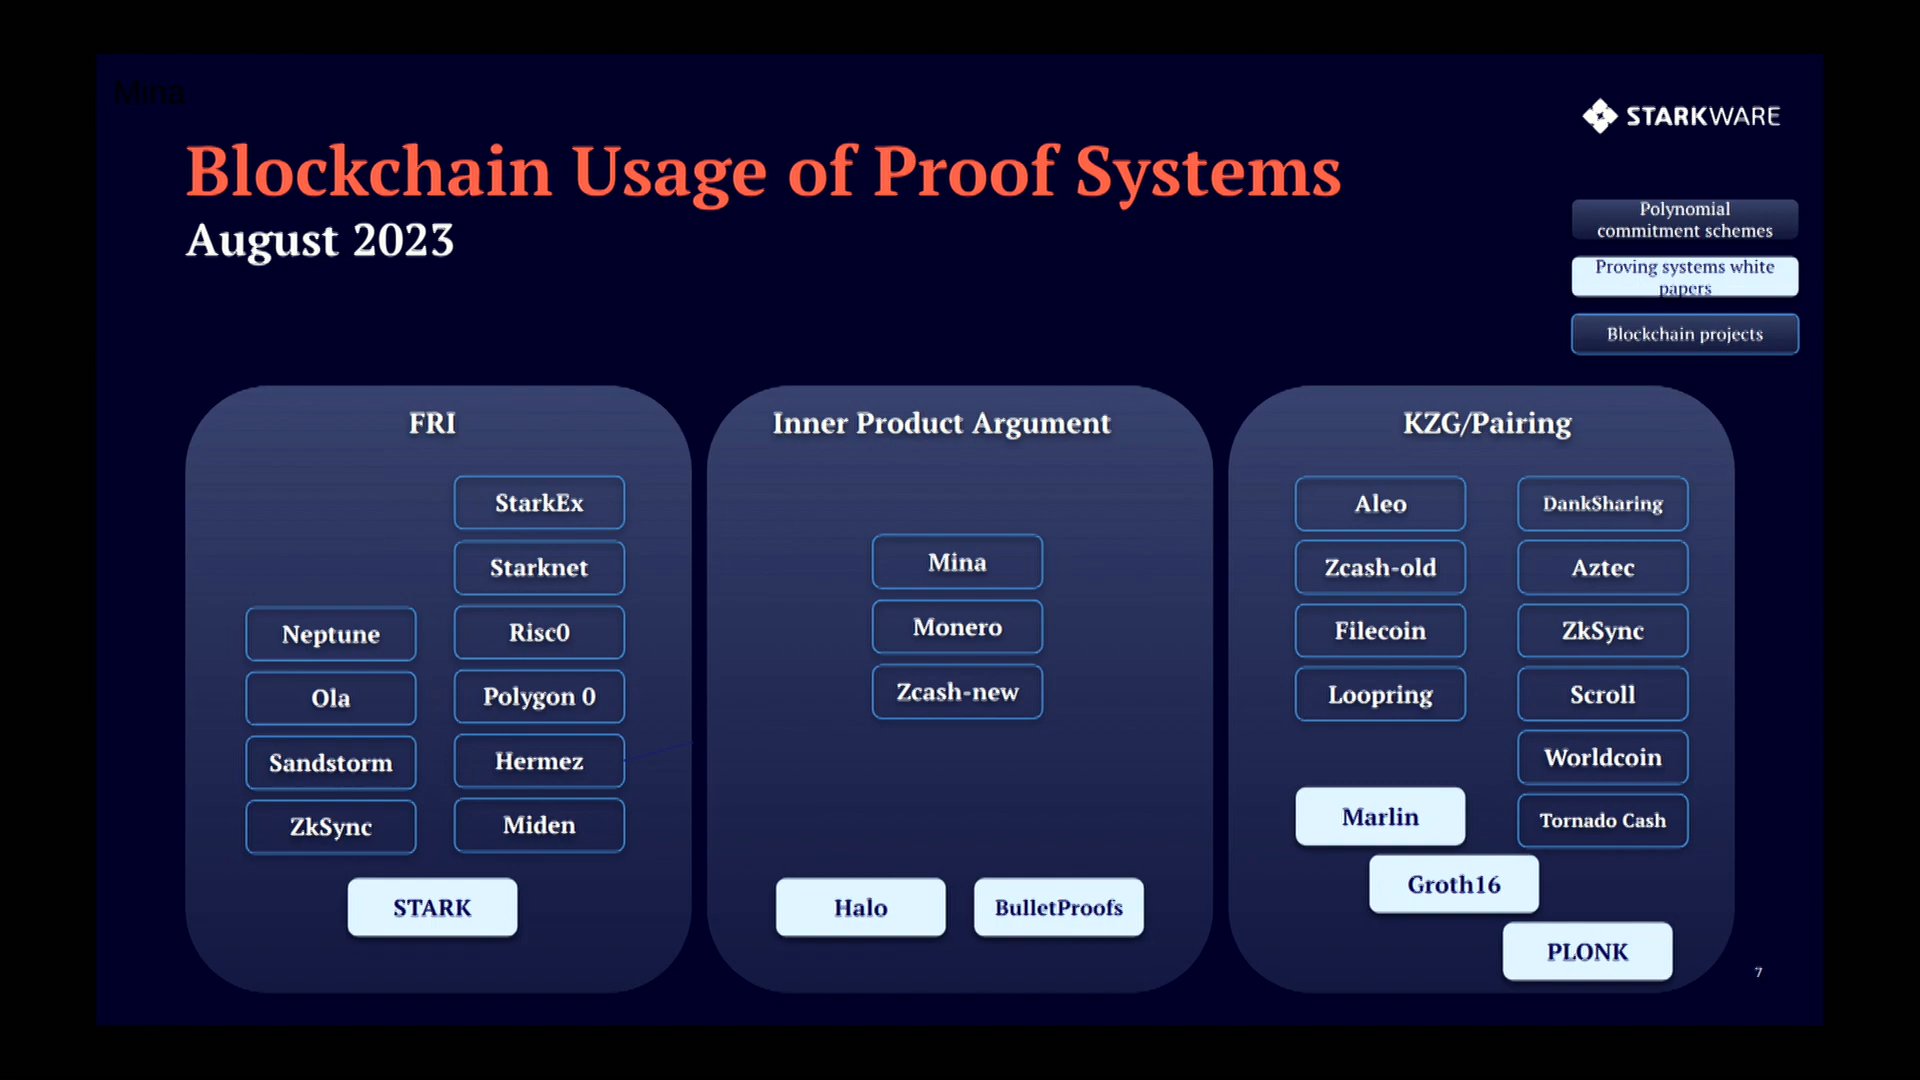 Mina
STARKWARE
Blockchain Usage of Proof Systems
August 2023
Polynomial
commitment schemes
Proving systems white
papers
Blockchain projects
FRI
StarkEx
Starknet
Neptune
Risc0
Ola
Polygon 0
Sandstorm
Hermez
ZkSync
Miden
STARK
Inner Product Argument
Mina
Monero
Zcash-new
Halo
BulletProofs
KZG/Pairing
Aleo
DankSharing
Zcash-old
Aztec
Filecoin
ZkSync
Loopring
Scroll
Worldcoin
Marlin
Tornado Cash
Groth16
PLONK
7